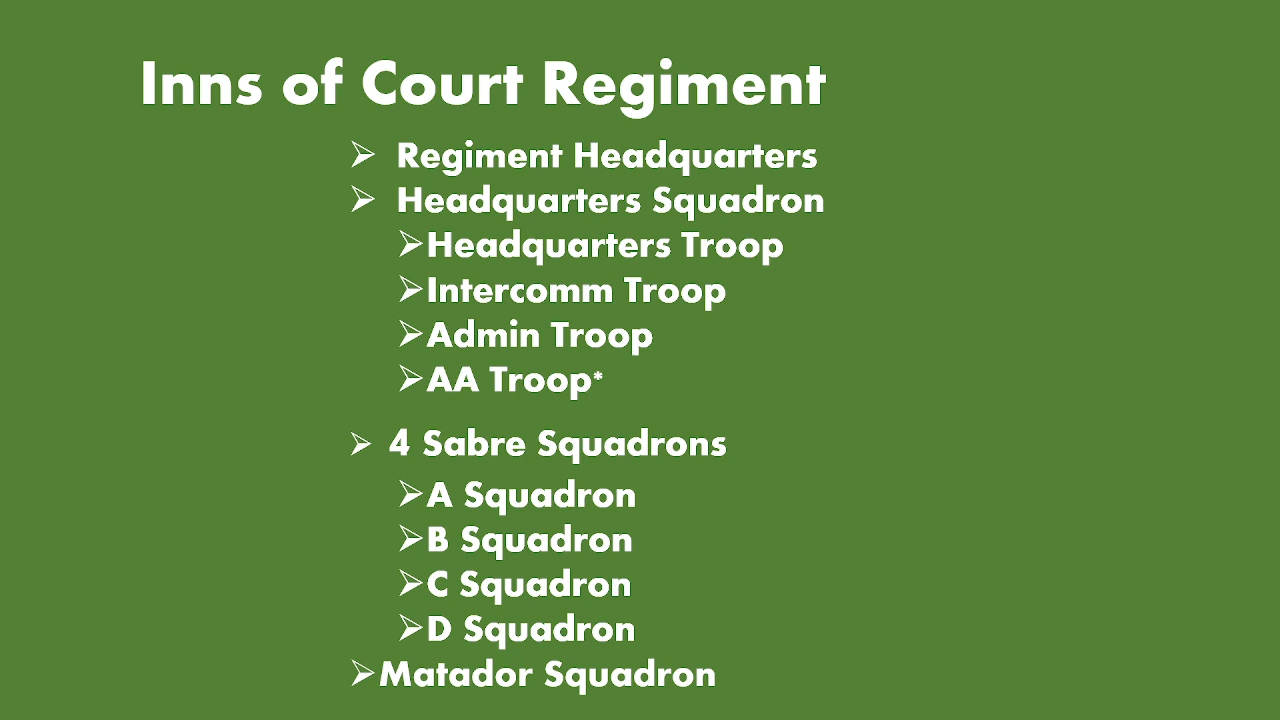 Inns of Court Regiment
➢ Regiment Headquarters
➢ Headquarters Squadron
➢Headquarters Troop
➢Intercomm Troop
➢Admin Troop
➢AA Troop*
➢ 4 Sabre Squadrons
➢A Squadron
➢B Squadron
➢C Squadron
➢D Squadron
➢Matador Squadron